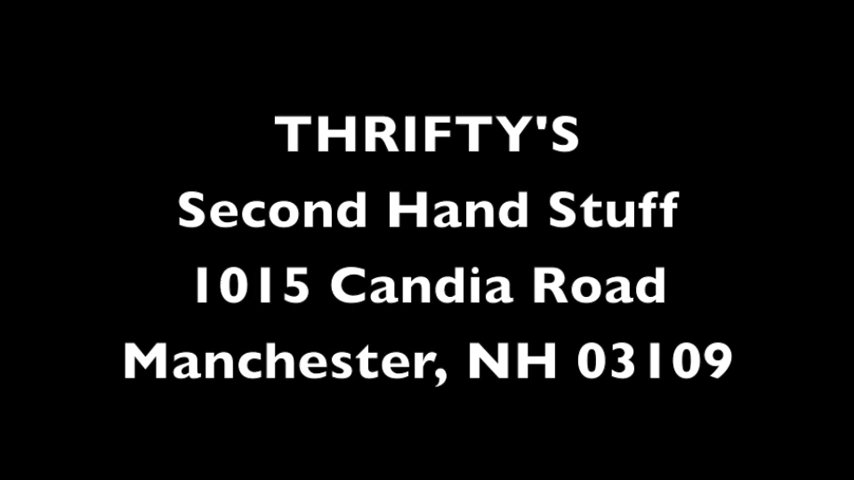 THRIFTY'S
Second Hand Stuff
1015 Candia Road
Manchester, NH 03109